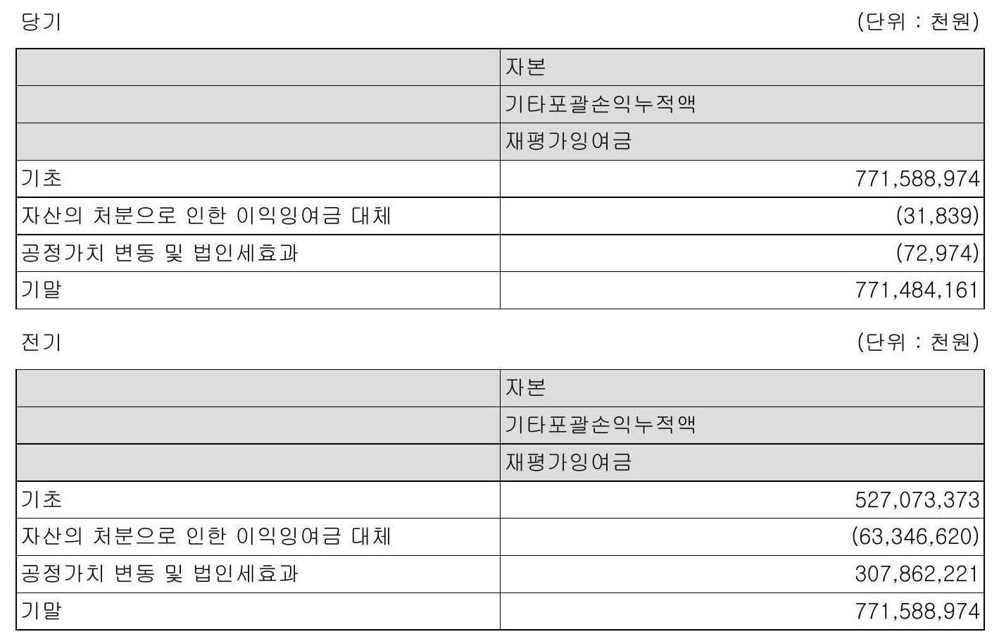 당기 (단위 : 천원)
자본
기타포괄손익누적액
재평가잉여금
기초 771,588,974
자산의 처분으로 인한 이익잉여금 대체 (31,839)
공정가치 변동 및 법인세효과 (72,974)
기말 771,484,161
전기 (단위 : 천원)
자본
기타포괄손익누적액
재평가잉여금
기초 527,073,373
자산의 처분으로 인한 이익잉여금 대체 (63,346,620)
공정가치 변동 및 법인세효과 307,862,221
기말 771,588,974